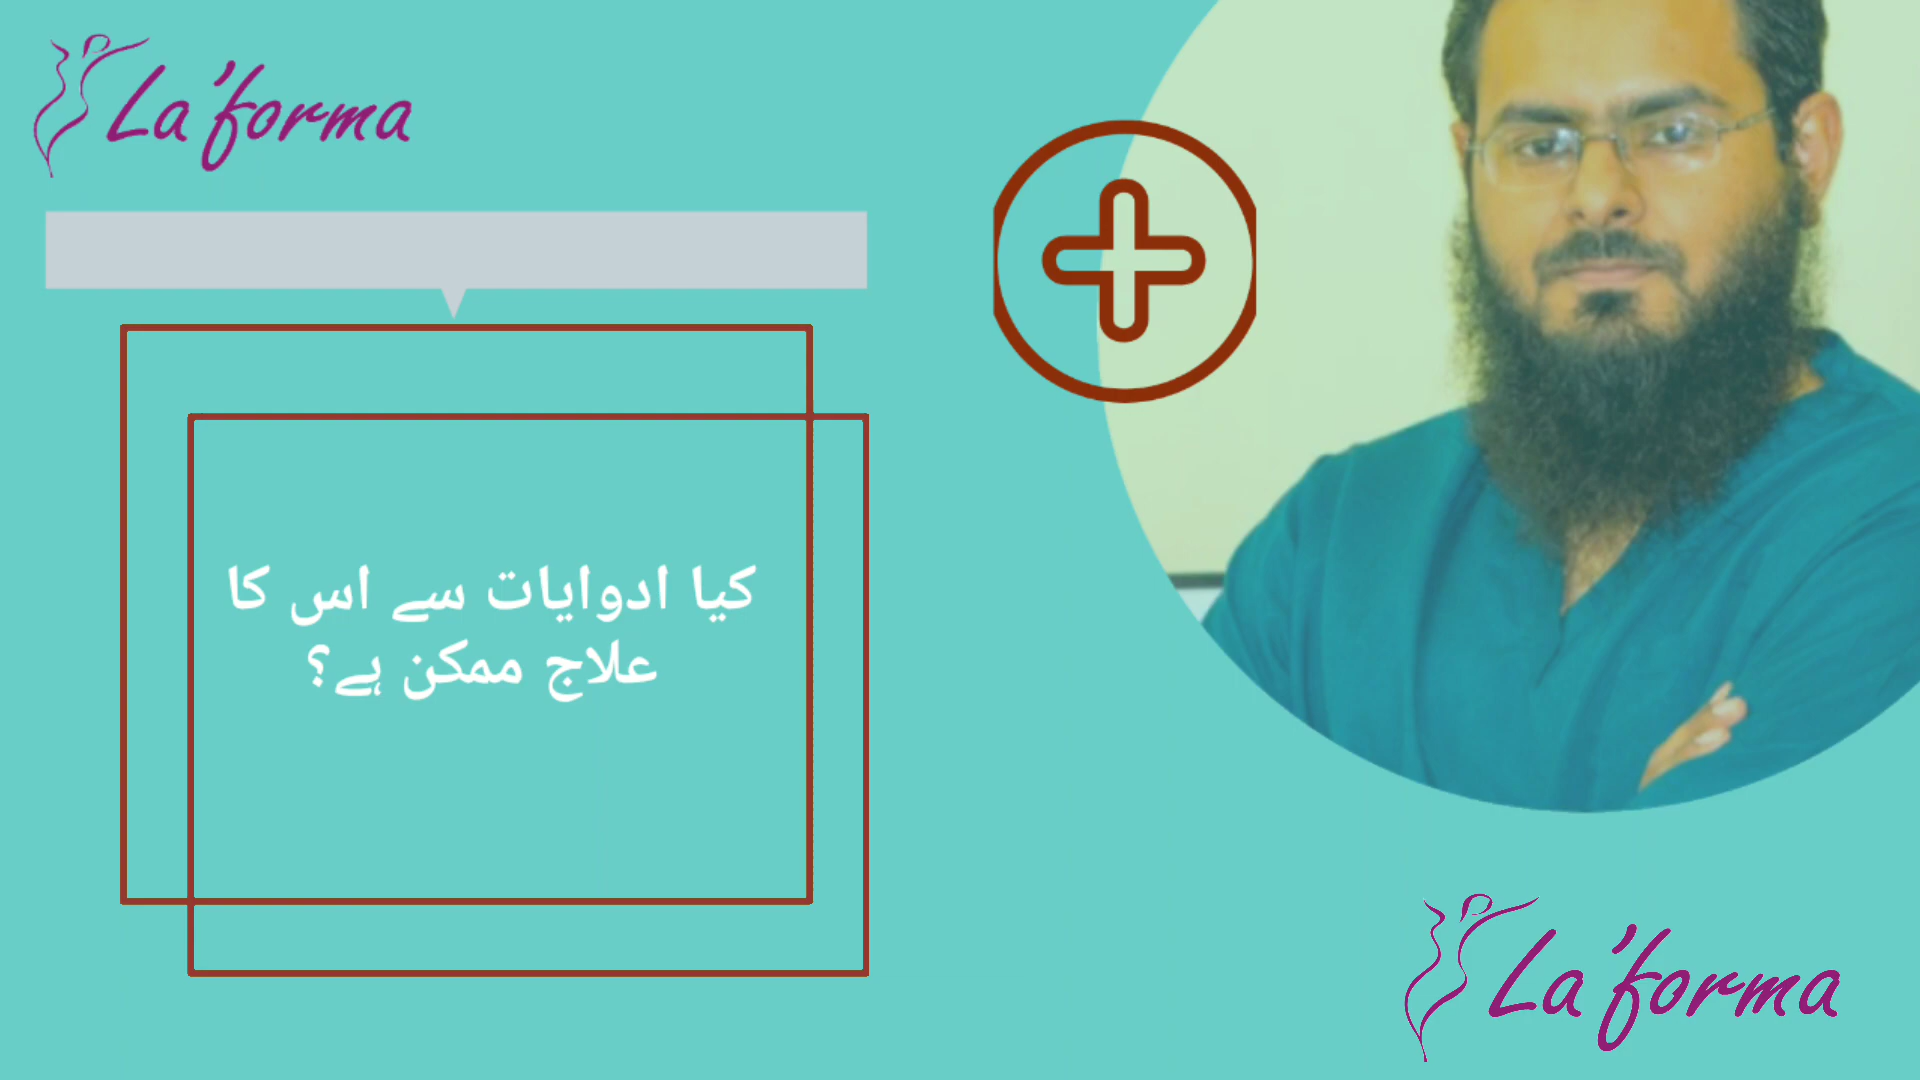 La'forma
کیا ادوایات سے اس کا
علاج ممکن ہے؟
La'forma